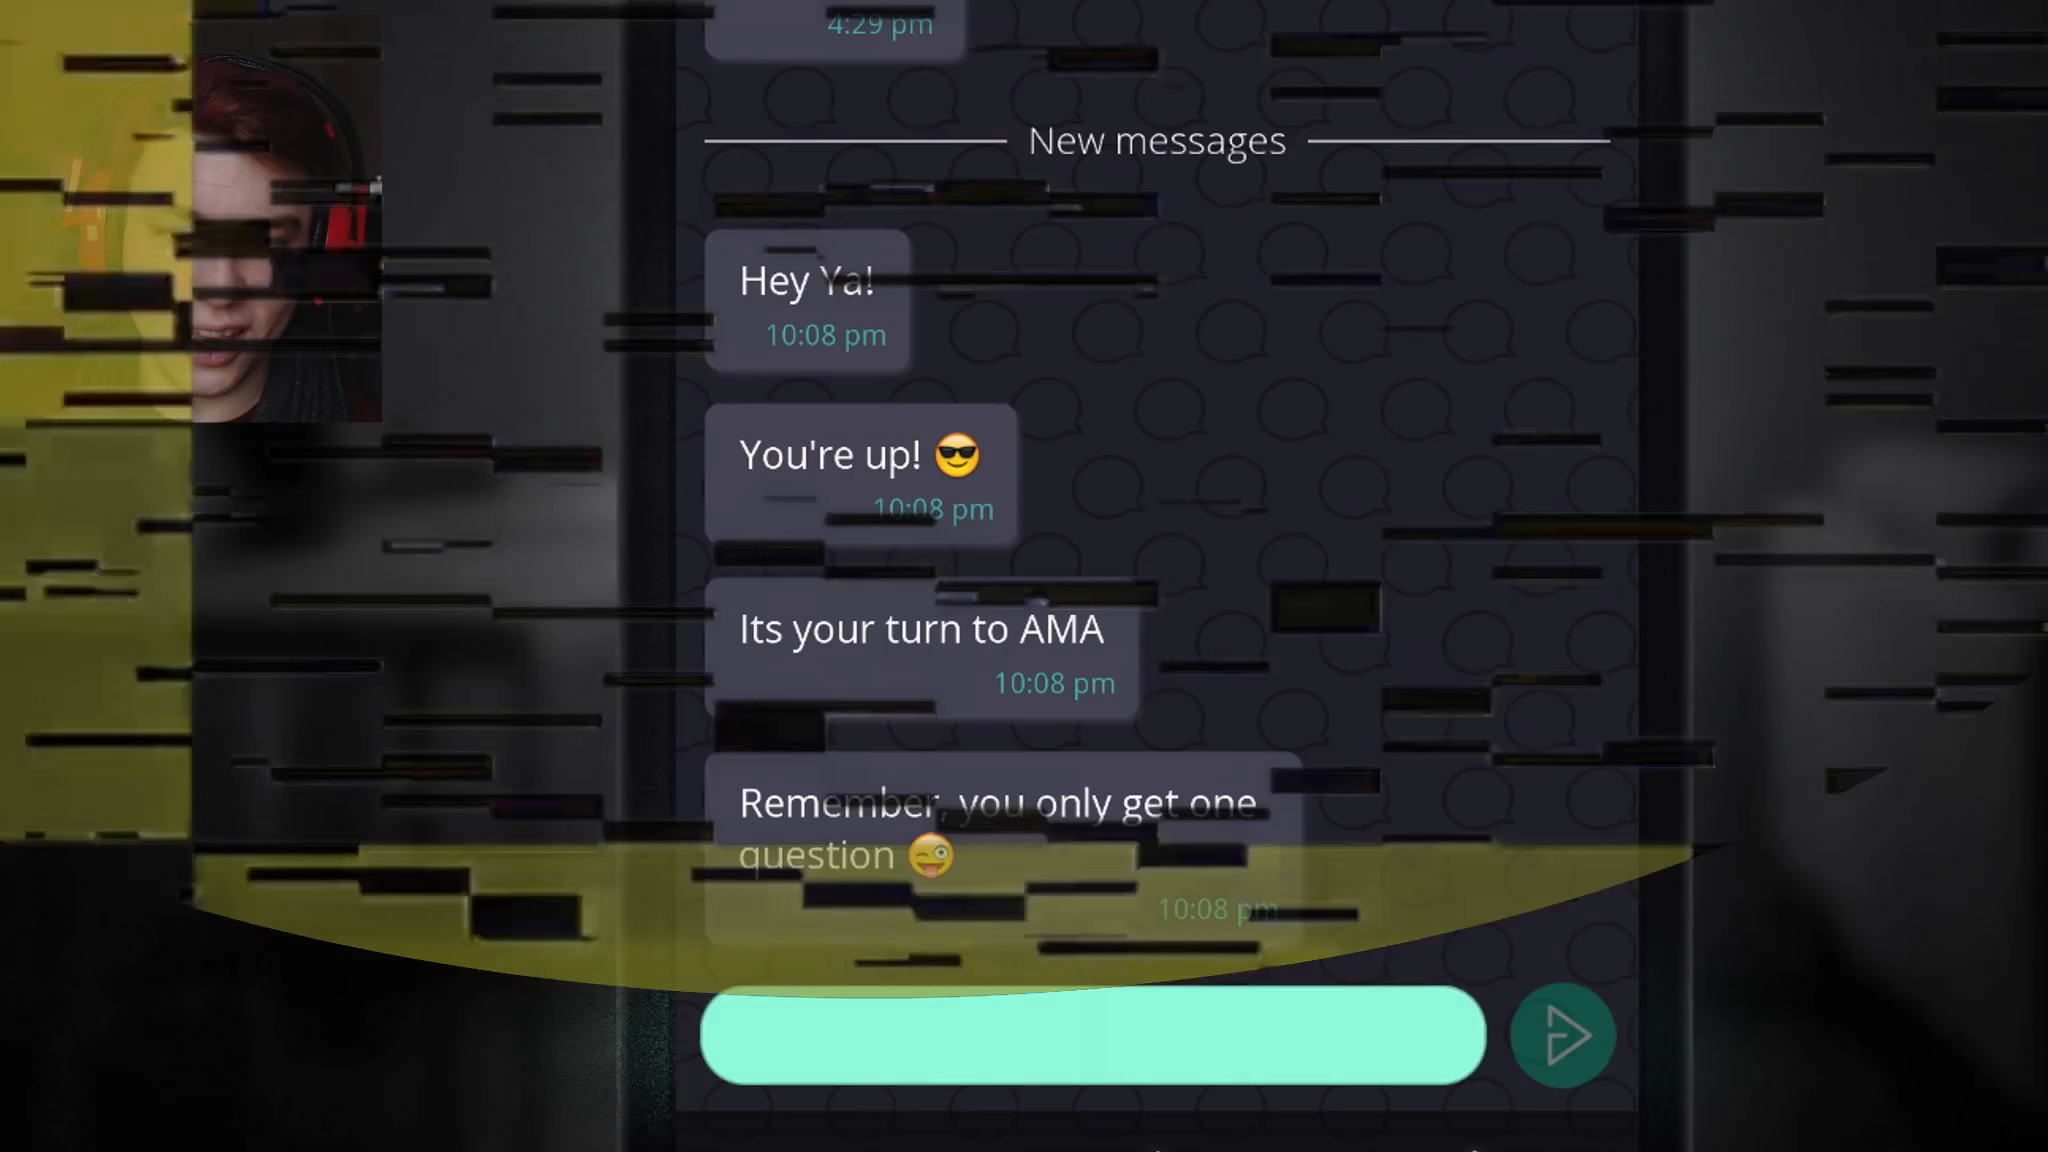 4:29 pm
New messages
Hey Ya!
10:08 pm
You're up! 😎
10:08 pm
Its your turn to AMA
10:08 pm
Remember, you only get one
question 😜
10:08 pm